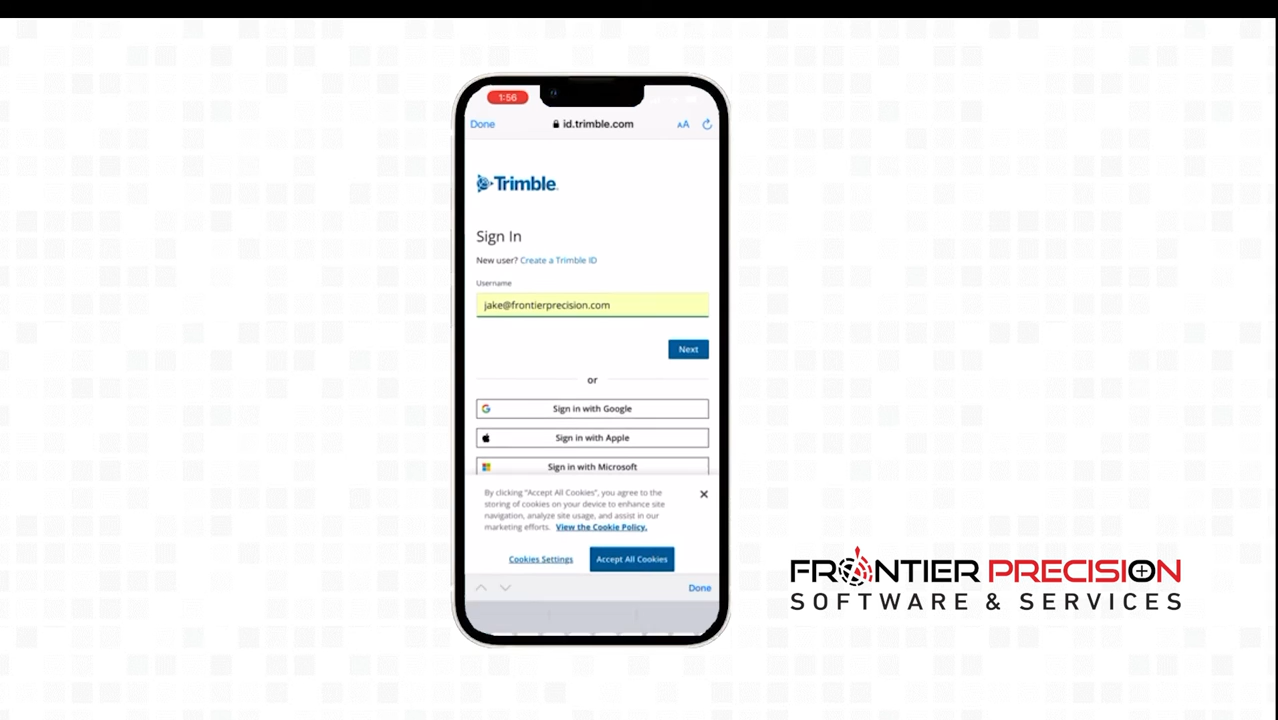 1:56
Done
id.trimble.com
AA
Trimble
Sign In
New user? Create a Trimble ID
Username
jake@frontierprecision.com
Next
or
Sign in with Google
Sign in with Apple
Sign in with Microsoft
By clicking "Accept All Cookies", you agree to the
storing of cookies on your device to enhance site
navigation, analyze site usage, and assist in our
marketing efforts. View the Cookie Policy.
Cookies Settings
Accept All Cookies
Done
FRONTIER PRECISION
SOFTWARE & SERVICES